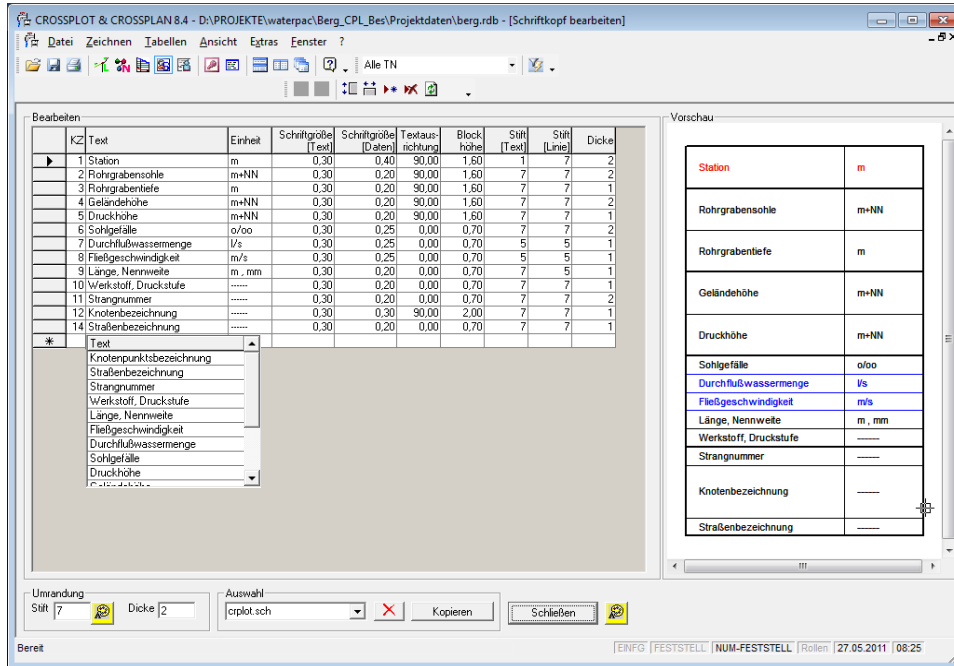 CROSSPLOT & CROSSPLAN 8.4 - D:\PROJEKTE\waterpac\Berg_CPL_Bes\Projektdaten\berg.rdb - [Schriftkopf bearbeiten]
Datei Zeichnen Tabellen Ansicht Extras Fenster ?
Alle TN
Bearbeiten
KZ Text Einheit Schriftgröße [Text] Schriftgröße [Daten] Textaus-richtung Block höhe Stift [Text] Stift [Linie] Dicke
1 Station m 0,30 0,40 90,00 1,60 1 7 2
2 Rohrgrabensohle m+NN 0,30 0,20 90,00 1,60 7 7 2
3 Rohrgrabentiefe m 0,30 0,20 90,00 1,60 7 7 1
4 Geländehöhe m+NN 0,30 0,20 90,00 1,60 7 7 2
5 Druckhöhe m+NN 0,30 0,20 90,00 1,60 7 7 1
6 Sohlgefälle o/oo 0,30 0,25 0,00 0,70 7 7 2
7 Durchflußwassermenge l/s 0,30 0,25 0,00 0,70 5 5 1
8 Fließgeschwindigkeit m/s 0,30 0,25 0,00 0,70 5 5 1
9 Länge, Nennweite m , mm 0,30 0,20 0,00 0,70 7 5 1
10 Werkstoff, Druckstufe ------ 0,30 0,20 0,00 0,70 7 7 1
11 Strangnummer ------ 0,30 0,20 0,00 0,70 7 7 2
12 Knotenbezeichnung ------ 0,30 0,30 90,00 2,00 7 7 1
14 Straßenbezeichnung ------ 0,30 0,20 0,00 0,70 7 7 1
Text
Knotenpunktsbezeichnung
Straßenbezeichnung
Strangnummer
Werkstoff, Druckstufe
Länge, Nennweite
Fließgeschwindigkeit
Durchflußwassermenge
Sohlgefälle
Druckhöhe
Geländehöhe
Vorschau
Station m
Rohrgrabensohle m+NN
Rohrgrabentiefe m
Geländehöhe m+NN
Druckhöhe m+NN
Sohlgefälle o/oo
Durchflußwassermenge l/s
Fließgeschwindigkeit m/s
Länge, Nennweite m , mm
Werkstoff, Druckstufe ------
Strangnummer ------
Knotenbezeichnung ------
Straßenbezeichnung ------
Umrandung
Stift 7 Dicke 2
Auswahl
crplot.sch Kopieren Schließen
Bereit EINFG FESTSTELL NUM-FESTSTELL Rollen 27.05.2011 08:25